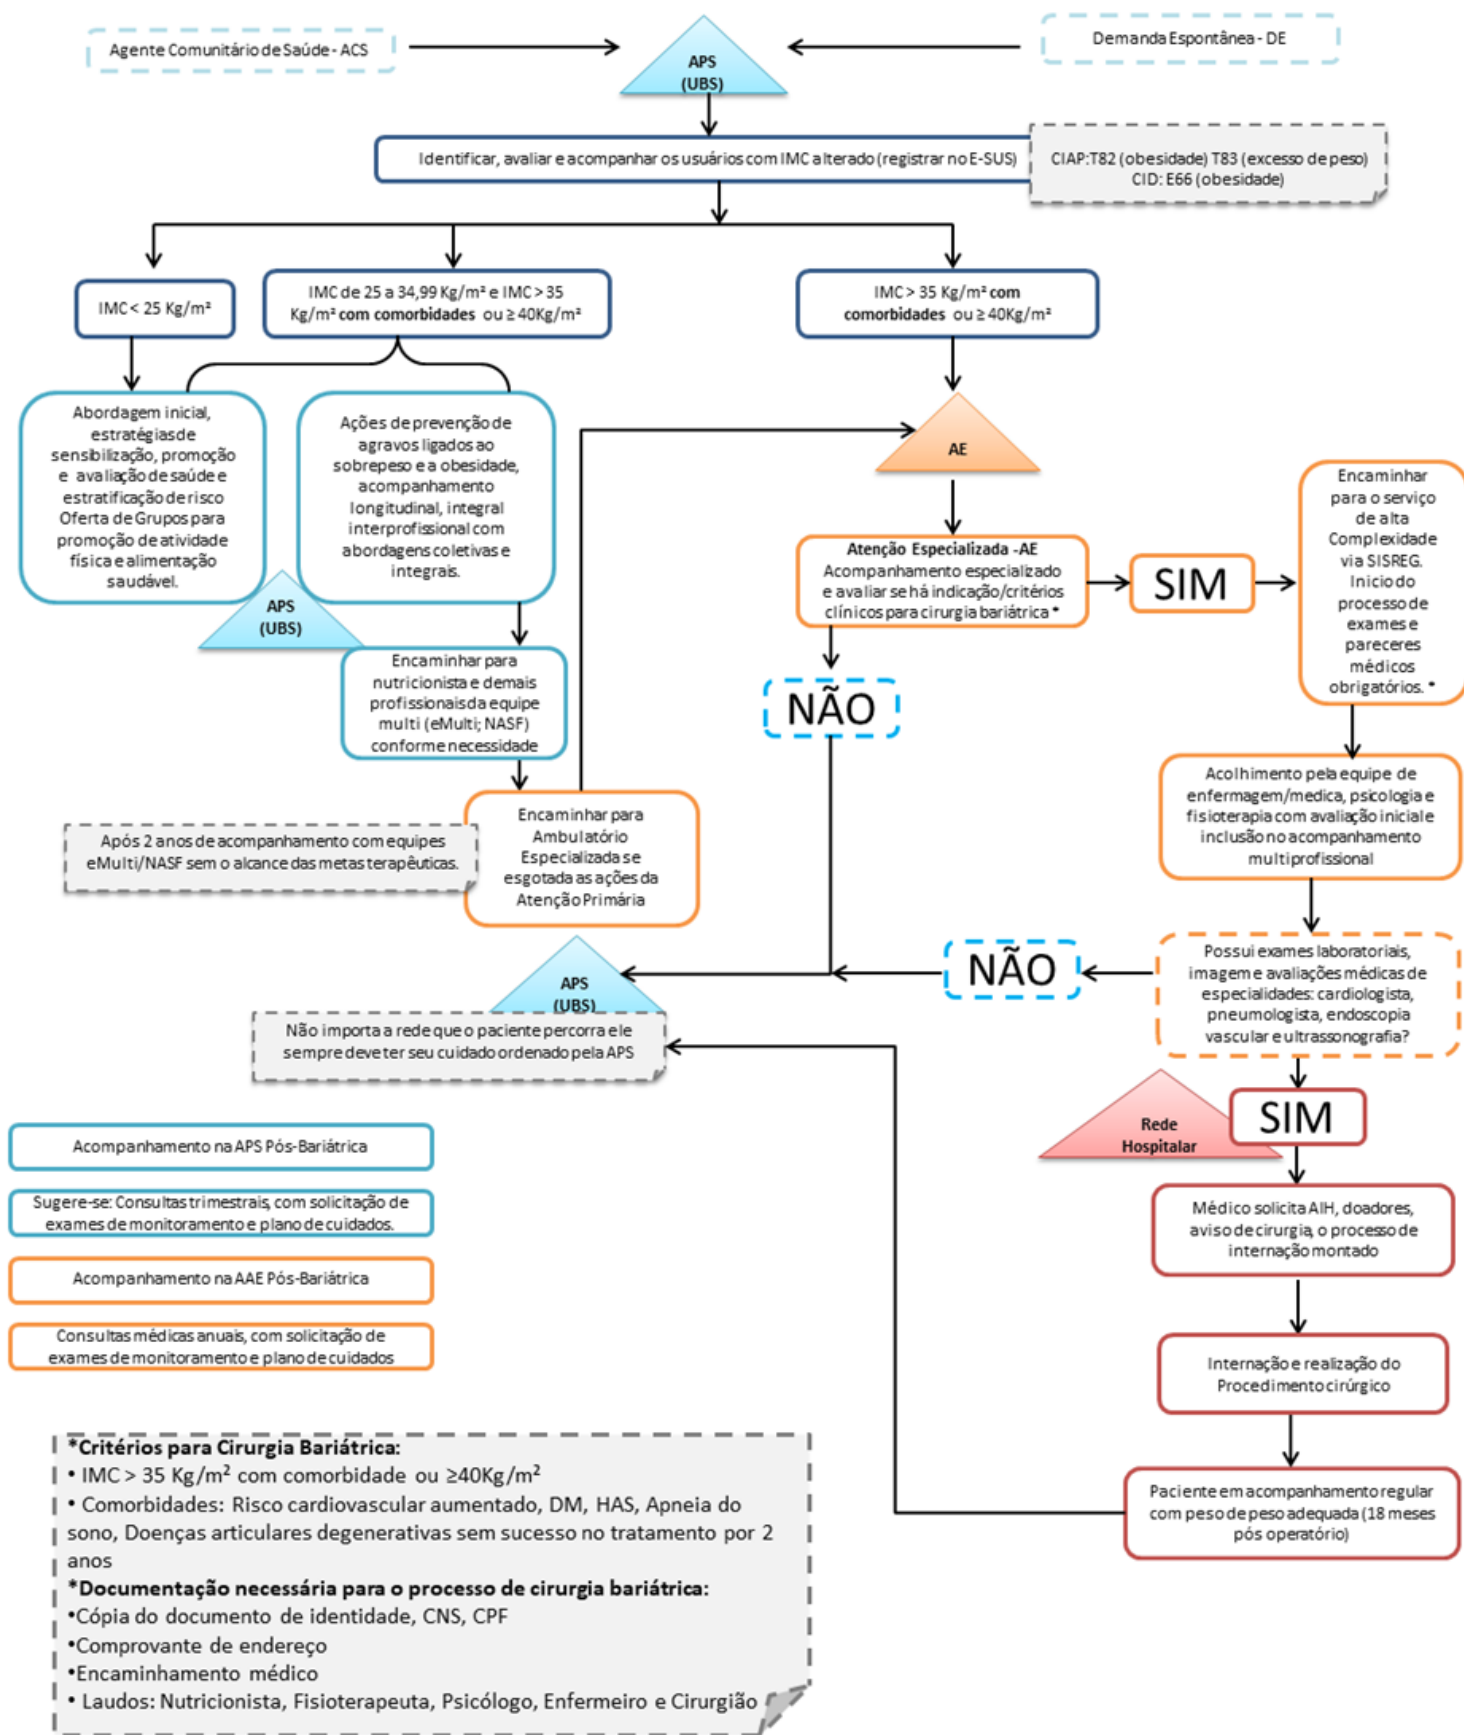 Agente Comunitário de Saúde - ACS
APS
(UBS)
Demanda Espontânea - DE
Identificar, avaliar e acompanhar os usuários com IMC alterado (registrar no E-SUS)
CIAP:T82 (obesidade) T83 (excesso de peso)
CID: E66 (obesidade)
IMC < 25 Kg/m²
IMC de 25 a 34,99 Kg/m² e IMC > 35
Kg/m² com comorbidades ou ≥ 40Kg/m²
IMC > 35 Kg/m² com
comorbidades ou ≥ 40Kg/m²
Abordagem inicial,
estratégias de
sensibilização, promoção
e avaliação de saúde e
estratificação de risco
Oferta de Grupos para
promoção de atividade
física e alimentação
saudável.
Ações de prevenção de
agravos ligados ao
sobrepeso e a obesidade,
acompanhamento
longitudinal, integral
interprofissional com
abordagens coletivas e
integrais.
APS
(UBS)
AE
Atenção Especializada -AE
Acompanhamento especializado
e avaliar se há indicação/critérios
clínicos para cirurgia bariátrica *
SIM
Encaminhar
para o serviço
de alta
Complexidade
via SISREG.
Inicio do
processo de
exames e
pareceres
médicos
obrigatórios. *
Encaminhar para
nutricionista e demais
profissionais da equipe
multi (eMulti; NASF)
conforme necessidade
NÃO
Após 2 anos de acompanhamento com equipes
eMulti/NASF sem o alcance das metas terapêuticas.
Encaminhar para
Ambulatório
Especializada se
esgotada as ações da
Atenção Primária
Acolhimento pela equipe de
enfermagem/medica, psicologia e
fisioterapia com avaliação inicial e
inclusão no acompanhamento
multiprofissional
APS
(UBS)
NÃO
Possui exames laboratoriais,
imagem e avaliações médicas de
especialidades: cardiologista,
pneumologista, endoscopia
vascular e ultrassonografia?
Não importa a rede que o paciente percorra ele
sempre deve ter seu cuidado ordenado pela APS
Rede
Hospitalar
SIM
Acompanhamento na APS Pós-Bariátrica
Sugere-se: Consultas trimestrais, com solicitação de
exames de monitoramento e plano de cuidados.
Acompanhamento na AAE Pós-Bariátrica
Consultas médicas anuais, com solicitação de
exames de monitoramento e plano de cuidados
Médico solicita AIH, doadores,
aviso de cirurgia, o processo de
internação montado
Internação e realização do
Procedimento cirúrgico
Paciente em acompanhamento regular
com peso de peso adequada (18 meses
pós operatório)
*Critérios para Cirurgia Bariátrica:
• IMC > 35 Kg/m² com comorbidade ou ≥40Kg/m²
• Comorbidades: Risco cardiovascular aumentado, DM, HAS, Apneia do
sono, Doenças articulares degenerativas sem sucesso no tratamento por 2
anos
*Documentação necessária para o processo de cirurgia bariátrica:
•Cópia do documento de identidade, CNS, CPF
•Comprovante de endereço
•Encaminhamento médico
• Laudos: Nutricionista, Fisioterapeuta, Psicólogo, Enfermeiro e Cirurgião